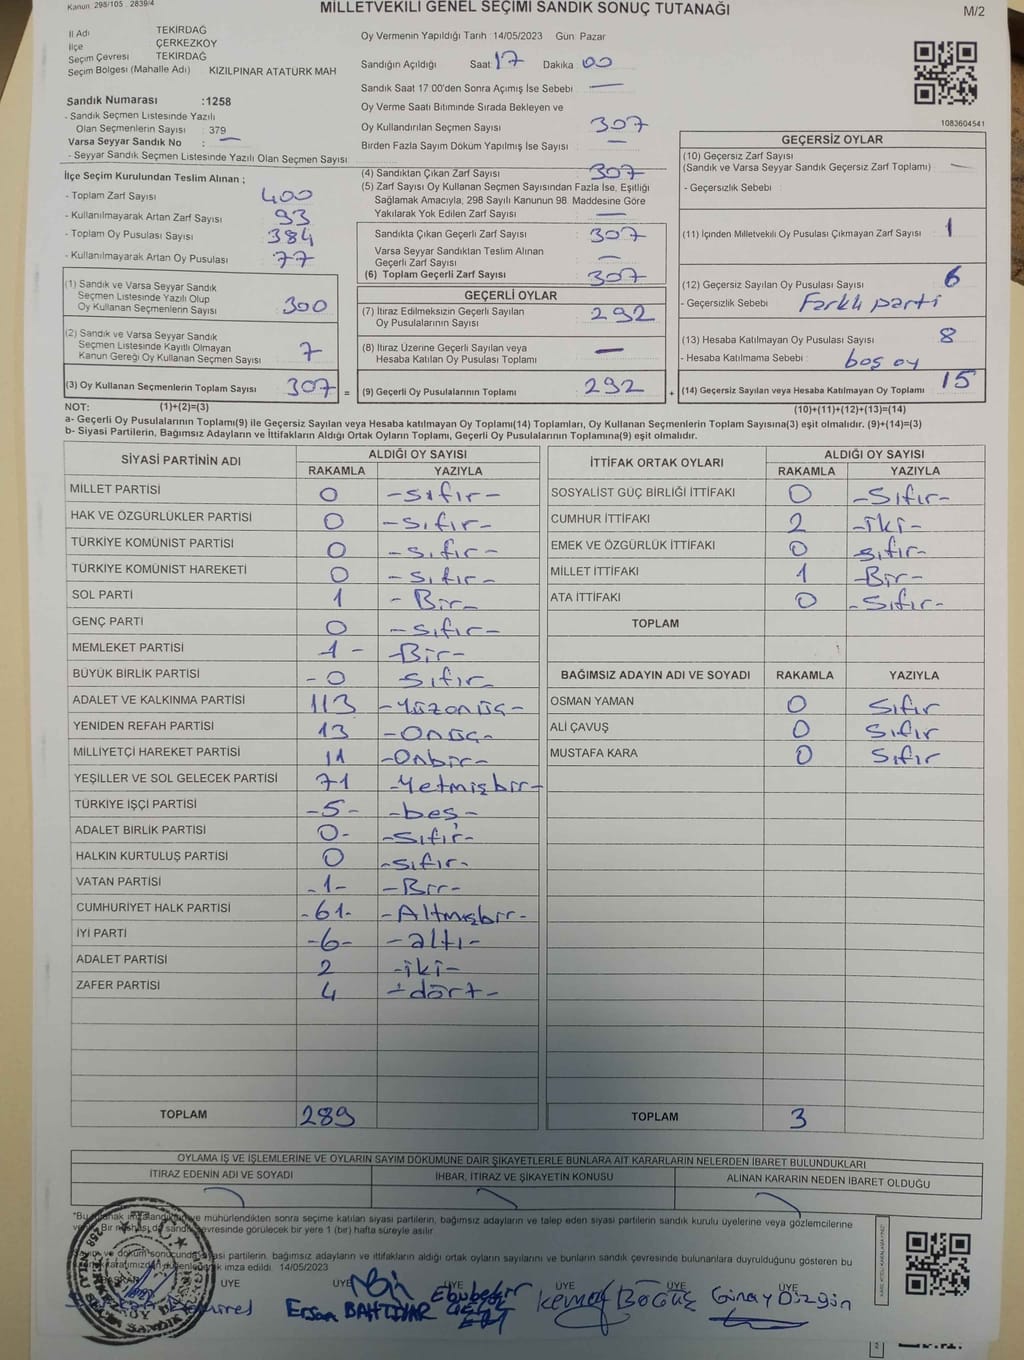 Kanun 298/105 2839/4
MİLLETVEKİLİ GENEL SEÇİMİ SANDIK SONUÇ TUTANAĞI
M/2
İl Adı TEKİRDAĞ
İlçe ÇERKEZKÖY
Seçim Çevresi TEKİRDAĞ
Seçim Bölgesi (Mahalle Adı) KIZILPINAR ATATÜRK MAH
Sandık Numarası :1258
- Sandık Seçmen Listesinde Yazılı
Olan Seçmenlerin Sayısı : 379
Varsa Seyyar Sandık No : —
- Seyyar Sandık Seçmen Listesinde Yazılı Olan Seçmen Sayısı
İlçe Seçim Kurulundan Teslim Alınan ;
- Toplam Zarf Sayısı 400
- Kullanılmayarak Artan Zarf Sayısı 93
- Toplam Oy Pusulası Sayısı 384
- Kullanılmayarak Artan Oy Pusulası 77
(1) Sandık ve Varsa Seyyar Sandık
Seçmen Listesinde Yazılı Olup
Oy Kullanan Seçmenlerin Sayısı 300
(2) Sandık ve Varsa Seyyar Sandık
Seçmen Listesinde Kayıtlı Olmayan
Kanun Gereği Oy Kullanan Seçmen Sayısı 7
(3) Oy Kullanan Seçmenlerin Toplam Sayısı 307 =
Oy Vermenin Yapıldığı Tarih 14/05/2023 Gün Pazar
Sandığın Açıldığı Saat 17 Dakika 00
Sandık Saat 17 00'den Sonra Açımış İse Sebebi —
Oy Verme Saati Bitiminde Sırada Bekleyen ve
Oy Kullandırılan Seçmen Sayısı 307
Birden Fazla Sayım Döküm Yapılmış İse Sayısı : —
(4) Sandıktan Çıkan Zarf Sayısı 307
(5) Zarf Sayısı Oy Kullanan Seçmen Sayısından Fazla İse, Eşitliği
Sağlamak Amacıyla, 298 Sayılı Kanunun 98 Maddesine Göre
Yakılarak Yok Edilen Zarf Sayısı —
Sandıkta Çıkan Geçerli Zarf Sayısı : 307
Varsa Seyyar Sandıktan Teslim Alınan
Geçerli Zarf Sayısı —
(6) Toplam Geçerli Zarf Sayısı 307
GEÇERLİ OYLAR
(7) İtiraz Edilmeksizin Geçerli Sayılan
Oy Pusulalarının Sayısı : 292
(8) İtiraz Üzerine Geçerli Sayılan veya
Hesaba Katılan Oy Pusulası Toplamı —
(9) Geçerli Oy Pusulalarının Toplamı 292 +
1083604541
GEÇERSİZ OYLAR
(10) Geçersiz Zarf Sayısı
(Sandık ve Varsa Seyyar Sandık Geçersiz Zarf Toplamı) —
- Geçersizlik Sebebi
(11) İçinden Milletvekili Oy Pusulası Çıkmayan Zarf Sayısı 1
(12) Geçersiz Sayılan Oy Pusulası Sayısı 6
- Geçersizlik Sebebi : Farklı parti
(13) Hesaba Katılmayan Oy Pusulası Sayısı 8
- Hesaba Katılmama Sebebi : boş oy
(14) Geçersiz Sayılan veya Hesaba Katılmayan Oy Toplamı 15
NOT: (1)+(2)=(3) (10)+(11)+(12)+(13)=(14)
a- Geçerli Oy Pusulalarının Toplamı(9) ile Geçersiz Sayılan veya Hesaba katılmayan Oy Toplamı(14) Toplamları, Oy Kullanan Seçmenlerin Toplam Sayısına(3) eşit olmalıdır. (9)+(14)=(3)
b- Siyasi Partilerin, Bağımsız Adayların ve İttifakların Aldığı Ortak Oyların Toplamı, Geçerli Oy Pusulalarının Toplamına(9) eşit olmalıdır.
SİYASİ PARTİNİN ADI ALDIĞI OY SAYISI
RAKAMLA YAZIYLA
MİLLET PARTİSİ 0 -sıfır-
HAK VE ÖZGÜRLÜKLER PARTİSİ 0 -sıfır-
TÜRKİYE KOMÜNİST PARTİSİ 0 -sıfır-
TÜRKİYE KOMÜNİST HAREKETİ 0 -sıfır-
SOL PARTİ 1 -Bir-
GENÇ PARTİ 0 -sıfır-
MEMLEKET PARTİSİ 1- -Bir-
BÜYÜK BİRLİK PARTİSİ -0 sıfır-
ADALET VE KALKINMA PARTİSİ 113 -Yüzonüç-
YENİDEN REFAH PARTİSİ 13 -Onüç-
MİLLİYETÇİ HAREKET PARTİSİ 11 -Onbir-
YEŞİLLER VE SOL GELECEK PARTİSİ 71 -Yetmişbir-
TÜRKİYE İŞÇİ PARTİSİ -5- -beş-
ADALET BİRLİK PARTİSİ 0- -sıfır-
HALKIN KURTULUŞ PARTİSİ 0 -sıfır-
VATAN PARTİSİ -1- -Bir-
CUMHURİYET HALK PARTİSİ -61- -Altmışbir-
İYİ PARTİ -6- -altı-
ADALET PARTİSİ 2 -iki-
ZAFER PARTİSİ 4 -dört-
TOPLAM 289
İTTİFAK ORTAK OYLARI ALDIĞI OY SAYISI
RAKAMLA YAZIYLA
SOSYALİST GÜÇ BİRLİĞİ İTTİFAKI 0 -Sıfır-
CUMHUR İTTİFAKI 2 -iki-
EMEK VE ÖZGÜRLÜK İTTİFAKI 0 sıfır-
MİLLET İTTİFAKI 1 -Bir-
ATA İTTİFAKI 0 -Sıfır-
TOPLAM
BAĞIMSIZ ADAYIN ADI VE SOYADI RAKAMLA YAZIYLA
OSMAN YAMAN 0 Sıfır
ALİ ÇAVUŞ 0 Sıfır
MUSTAFA KARA 0 Sıfır
TOPLAM 3
OYLAMA İŞ VE İŞLEMLERİNE VE OYLARIN SAYIM DÖKÜMÜNE DAİR ŞİKAYETLERLE BUNLARA AİT KARARLARIN NELERDEN İBARET BULUNDUKLARI
İTİRAZ EDENİN ADI VE SOYADI İHBAR, İTİRAZ VE ŞİKAYETİN KONUSU ALINAN KARARIN NEDEN İBARET OLDUĞU
mühürlendikten sonra seçime katılan siyasi partilerin, bağımsız adayların ve talep eden siyasi partilerin sandık kurulu üyelerine veya gözlemcilerine
çevresinde görülecek bir yere 1 (bir) hafta süreyle asılır
partilerin, bağımsız adayların ve ittifakların aldığı ortak oyların sayılarını ve bunların sandık çevresinde bulunanlara duyrulduğunu gösteren bu
imza edildi. 14/05/2023
BAŞKAN ÜYE ÜYE ÜYE ÜYE ÜYE ÜYE
Ersan BAHTİYAR Ebubekir Kemal Böğüç Günay Düzgün